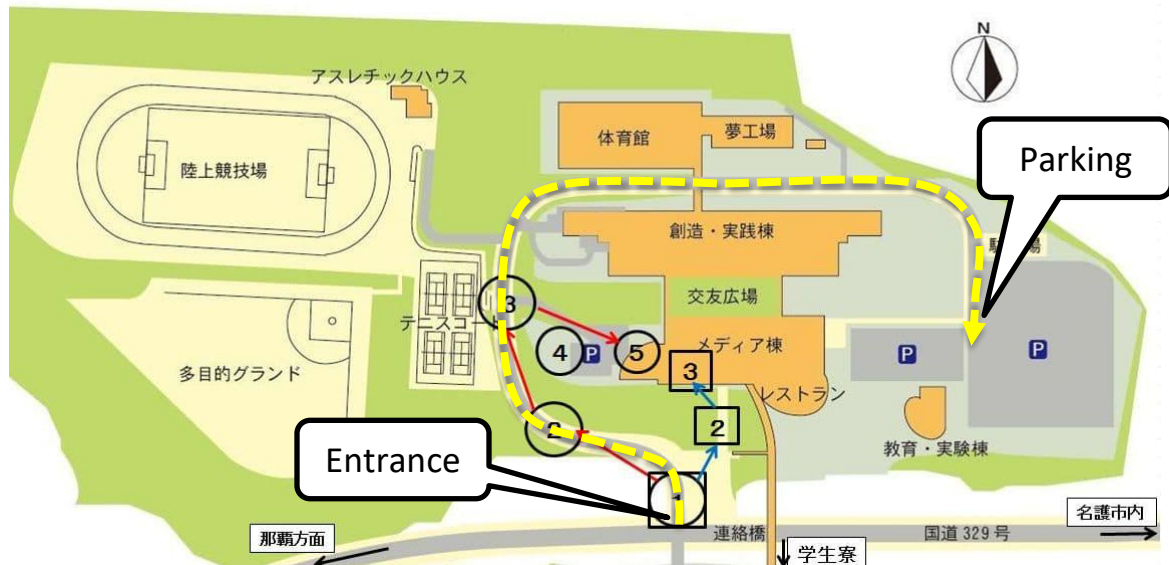 N
アスレチックハウス
体育館
夢工場
Parking
陸上競技場
創造・実践棟
交友広場
3
テニスコート
4
P
5
メディア棟
3
P
P
多目的グランド
レストラン
2
2
教育・実験棟
Entrance
1
名護市内
連絡橋
国道 329 号
那覇方面
学生寮